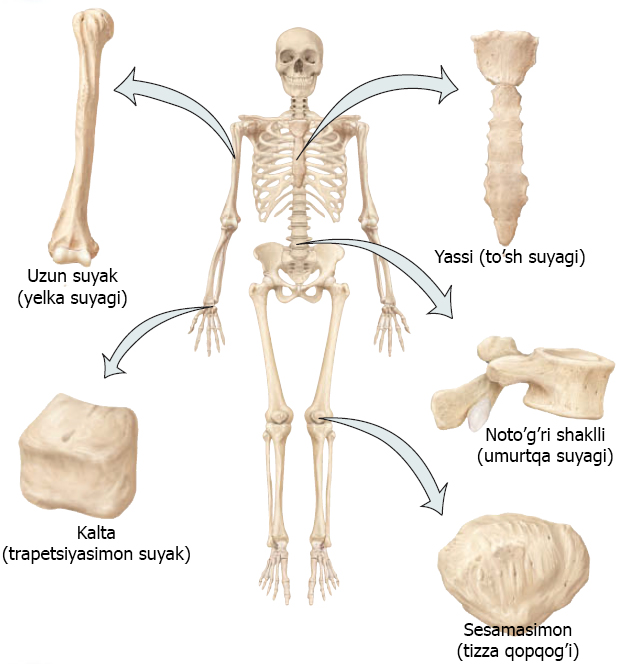 Uzun suyak
(yelka suyagi)
Yassi (to’sh suyagi)
Noto’g’ri shaklli
(umurtqa suyagi)
Kalta
(trapetsiyasimon suyak)
Sesamasimon
(tizza qopqog’i)